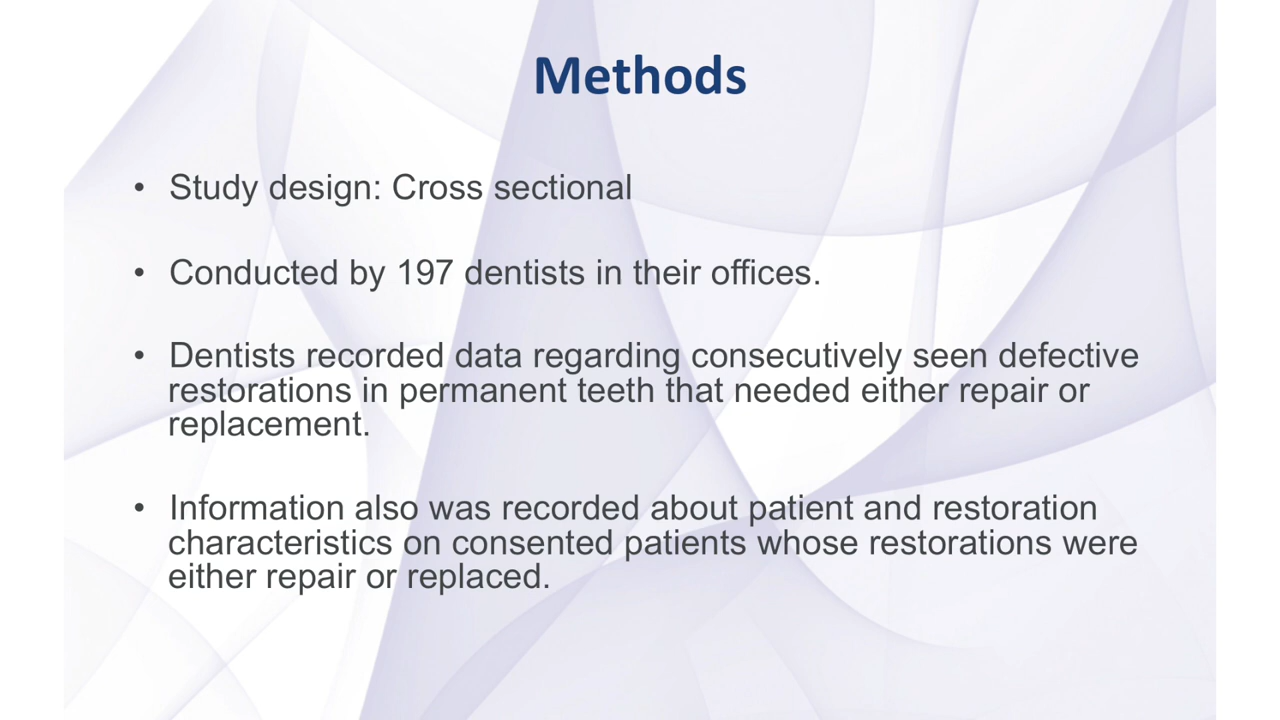 Methods
• Study design: Cross sectional
• Conducted by 197 dentists in their offices.
• Dentists recorded data regarding consecutively seen defective
restorations in permanent teeth that needed either repair or
replacement.
• Information also was recorded about patient and restoration
characteristics on consented patients whose restorations were
either repair or replaced.